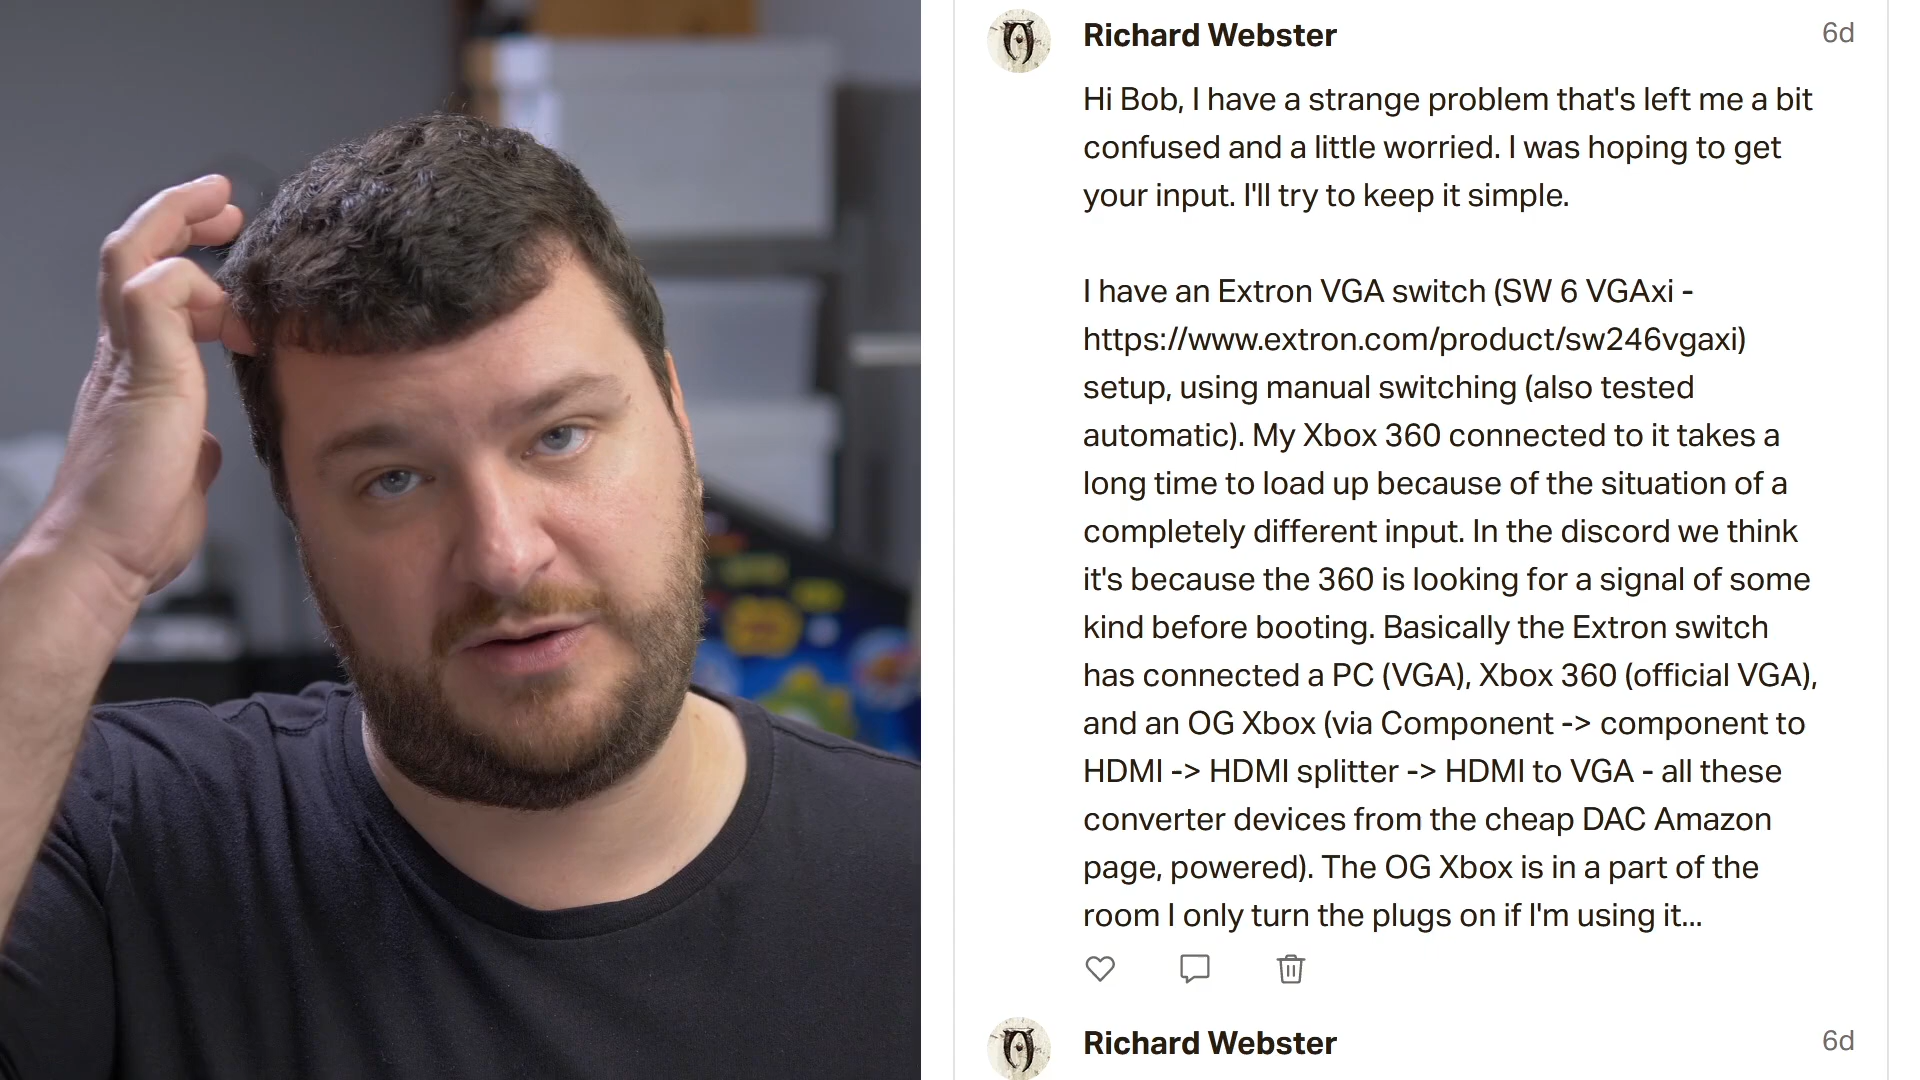 Richard Webster
6d
Hi Bob, I have a strange problem that's left me a bit
confused and a little worried. I was hoping to get
your input. I'll try to keep it simple.
I have an Extron VGA switch (SW 6 VGAxi -
https://www.extron.com/product/sw246vgaxi)
setup, using manual switching (also tested
automatic). My Xbox 360 connected to it takes a
long time to load up because of the situation of a
completely different input. In the discord we think
it's because the 360 is looking for a signal of some
kind before booting. Basically the Extron switch
has connected a PC (VGA), Xbox 360 (official VGA),
and an OG Xbox (via Component -> component to
HDMI -> HDMI splitter -> HDMI to VGA - all these
converter devices from the cheap DAC Amazon
page, powered). The OG Xbox is in a part of the
room I only turn the plugs on if I'm using it...
Richard Webster
6d